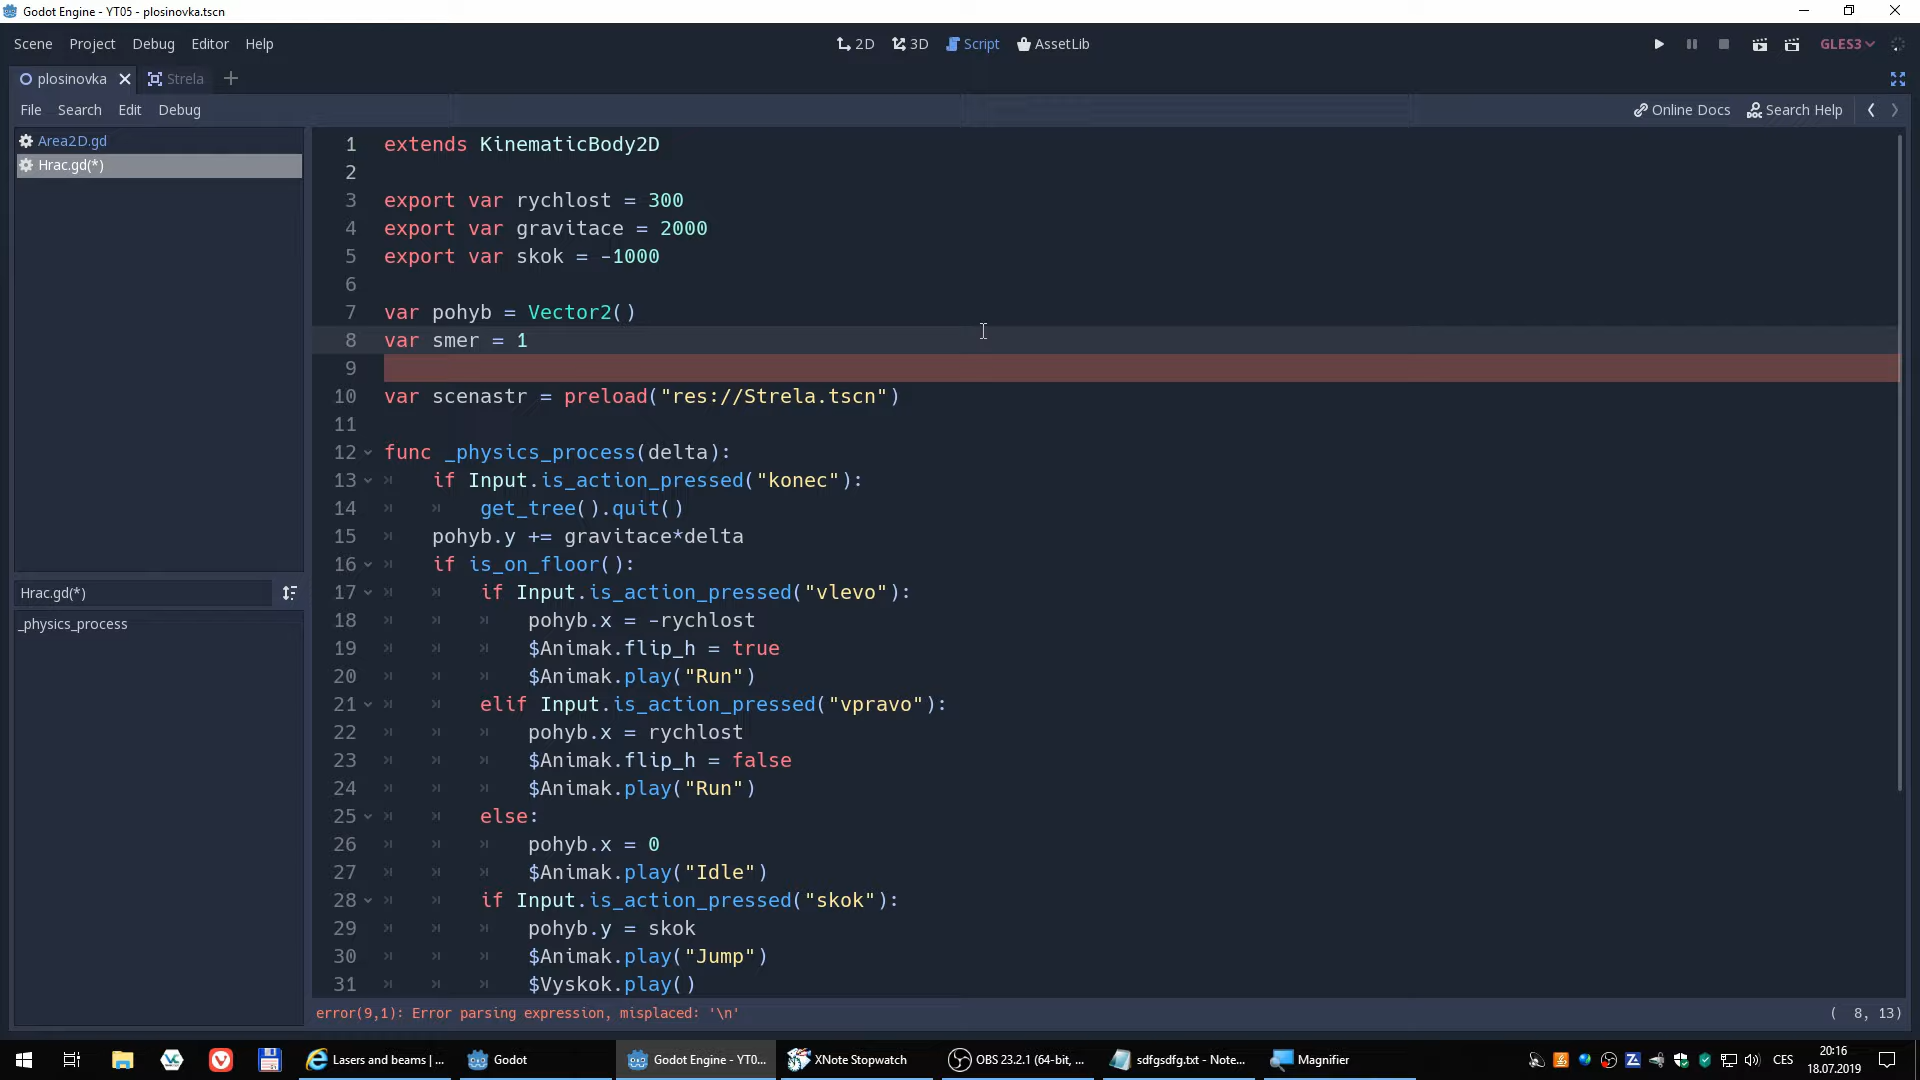 Godot Engine - YT05 - plosinovka.tscn
Scene Project Debug Editor Help
2D 3D Script AssetLib
GLES3
plosinovka Strela
File Search Edit Debug
Online Docs Search Help
Area2D.gd
Hrac.gd(*)
Hrac.gd(*)
_physics_process
1 extends KinematicBody2D
2
3 export var rychlost = 300
4 export var gravitace = 2000
5 export var skok = -1000
6
7 var pohyb = Vector2()
8 var smer = 1
9
10 var scenastr = preload("res://Strela.tscn")
11
12 func _physics_process(delta):
13 if Input.is_action_pressed("konec"):
14 get_tree().quit()
15 pohyb.y += gravitace*delta
16 if is_on_floor():
17 if Input.is_action_pressed("vlevo"):
18 pohyb.x = -rychlost
19 $Animak.flip_h = true
20 $Animak.play("Run")
21 elif Input.is_action_pressed("vpravo"):
22 pohyb.x = rychlost
23 $Animak.flip_h = false
24 $Animak.play("Run")
25 else:
26 pohyb.x = 0
27 $Animak.play("Idle")
28 if Input.is_action_pressed("skok"):
29 pohyb.y = skok
30 $Animak.play("Jump")
31 $Vyskok.play()
error(9,1): Error parsing expression, misplaced: '\n'
( 8, 13)
Lasers and beams | ...
Godot
Godot Engine - YT0...
XNote Stopwatch
OBS 23.2.1 (64-bit, ...
sdfgsdfg.txt - Note...
Magnifier
CES
20:16
18.07.2019